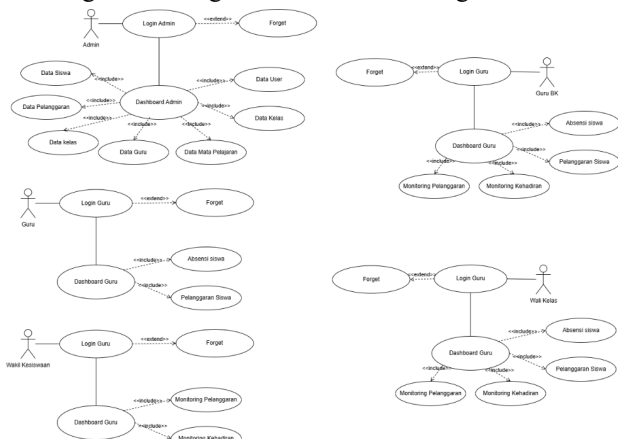 Login Admin
<<extend>>
Forget
Admin
Data Siswa
<<include>>
<<include>>
Data User
Data Pelanggaran
<<include>>
Dashboard Admin
<<include>>
Data Kelas
<<include>>
<<include>>
<<include>>
Data kelas
Data Guru
Data Mata Pelajaran
Forget
<<extend>>
Login Guru
Guru BK
<<include>>
Absensi siswa
Dashboard Guru
<<include>>
Pelanggaran Siswa
<<include>>
<<include>>
Monitoring Pelanggaran
Monitoring Kehadiran
Login Guru
<<extend>>
Forget
Guru
<<include>>
Absensi siswa
Dashboard Guru
<<include>>
Pelanggaran Siswa
Forget
<<extend>>
Login Guru
Wali Kelas
<<include>>
Absensi siswa
Dashboard Guru
<<include>>
Pelanggaran Siswa
<<include>>
<<include>>
Monitoring Pelanggaran
Monitoring Kehadiran
Login Guru
<<extend>>
Forget
Wakil Kesiswaan
<<include>>
Monitoring Pelanggaran
Dashboard Guru
<<include>>
Monitoring Kehadiran